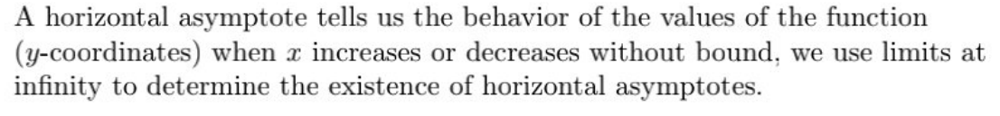 A horizontal asymptote tells us the behavior of the values of the function
(y-coordinates) when x increases or decreases without bound, we use limits at
infinity to determine the existence of horizontal asymptotes.